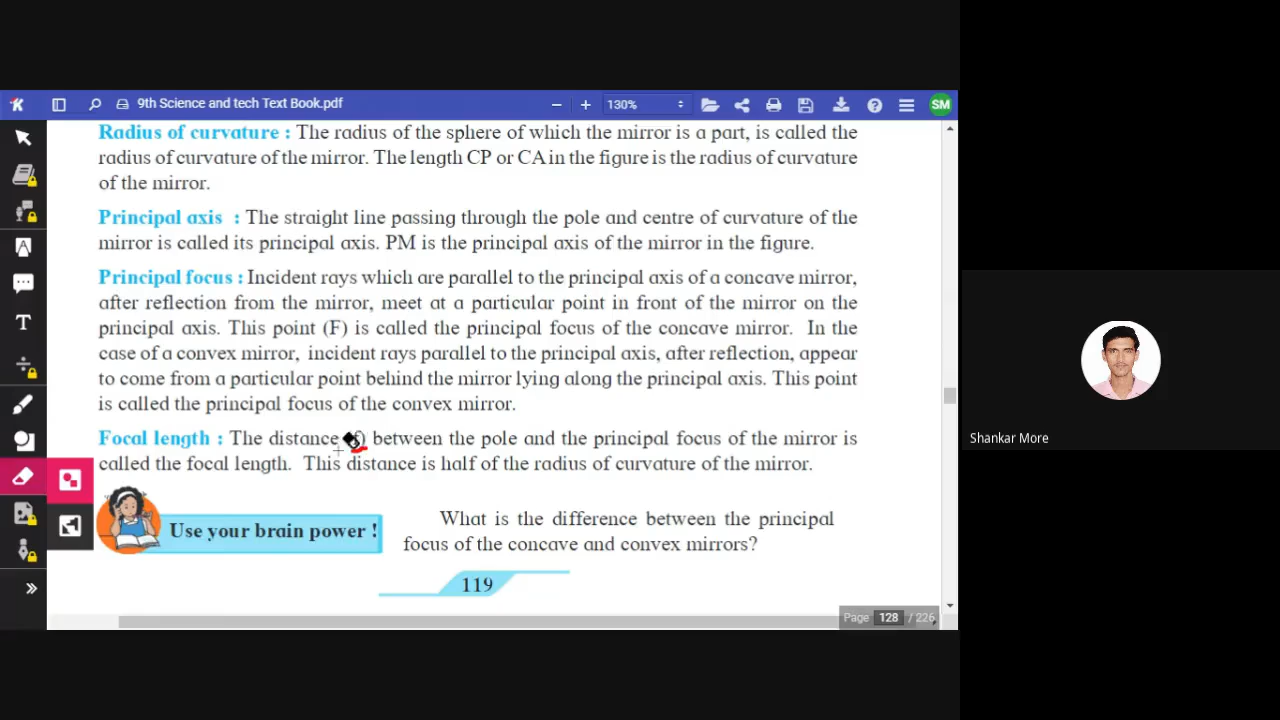 9th Science and tech Text Book.pdf
130%
SM
Radius of curvature : The radius of the sphere of which the mirror is a part, is called the
radius of curvature of the mirror. The length CP or CA in the figure is the radius of curvature
of the mirror.
Principal axis : The straight line passing through the pole and centre of curvature of the
mirror is called its principal axis. PM is the principal axis of the mirror in the figure.
Principal focus : Incident rays which are parallel to the principal axis of a concave mirror,
after reflection from the mirror, meet at a particular point in front of the mirror on the
principal axis. This point (F) is called the principal focus of the concave mirror. In the
case of a convex mirror, incident rays parallel to the principal axis, after reflection, appear
to come from a particular point behind the mirror lying along the principal axis. This point
is called the principal focus of the convex mirror.
Focal length : The distance between the pole and the principal focus of the mirror is
called the focal length. This distance is half of the radius of curvature of the mirror.
Use your brain power !
What is the difference between the principal
focus of the concave and convex mirrors?
119
Page 128 / 226
Shankar More